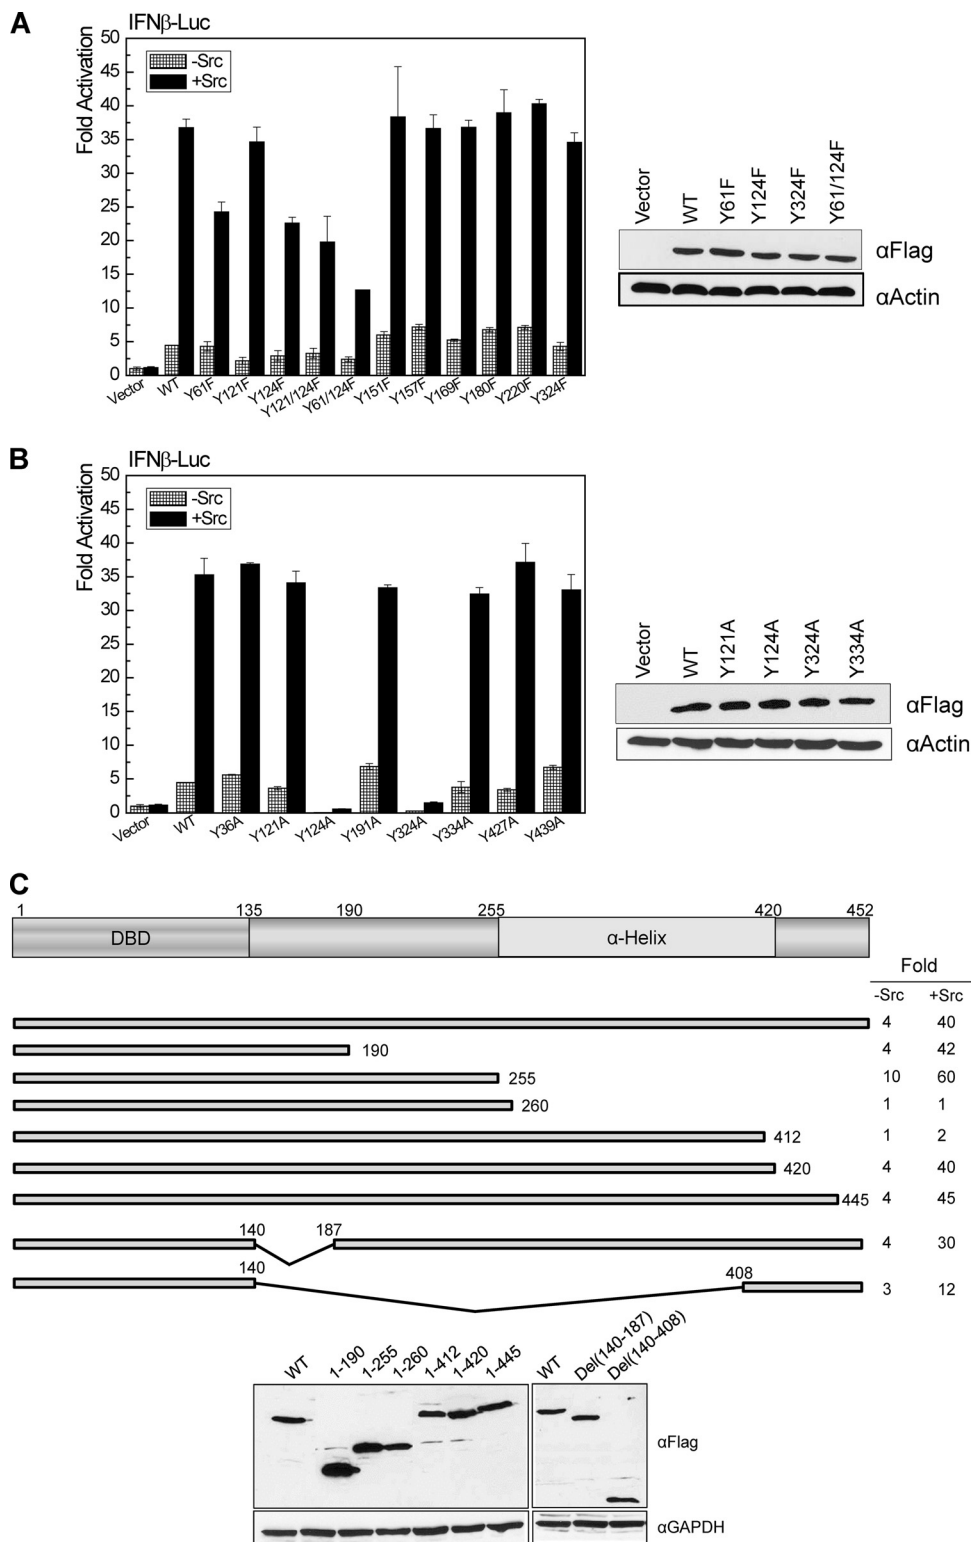 A
IFNβ-Luc
Fold Activation
50
45
40
35
30
25
20
15
10
5
0
-Src
+Src
Vector
WT
Y61F
Y121F
Y124F
Y121/124F
Y61/124F
Y151F
Y157F
Y169F
Y180F
Y220F
Y324F
Vector
WT
Y61F
Y124F
Y324F
Y61/124F
αFlag
αActin
B
IFNβ-Luc
Fold Activation
50
45
40
35
30
25
20
15
10
5
0
-Src
+Src
Vector
WT
Y36A
Y121A
Y124A
Y191A
Y324A
Y334A
Y427A
Y439A
Vector
WT
Y121A
Y124A
Y324A
Y334A
αFlag
αActin
C
1 135 190 255 420 452
DBD α-Helix
Fold
-Src +Src
4 40
190 4 42
255 10 60
260 1 1
412 1 2
420 4 40
445 4 45
140 187
4 30
140 408
3 12
WT 1-190 1-255 1-260 1-412 1-420 1-445 WT Del(140-187) Del(140-408)
αFlag
αGAPDH